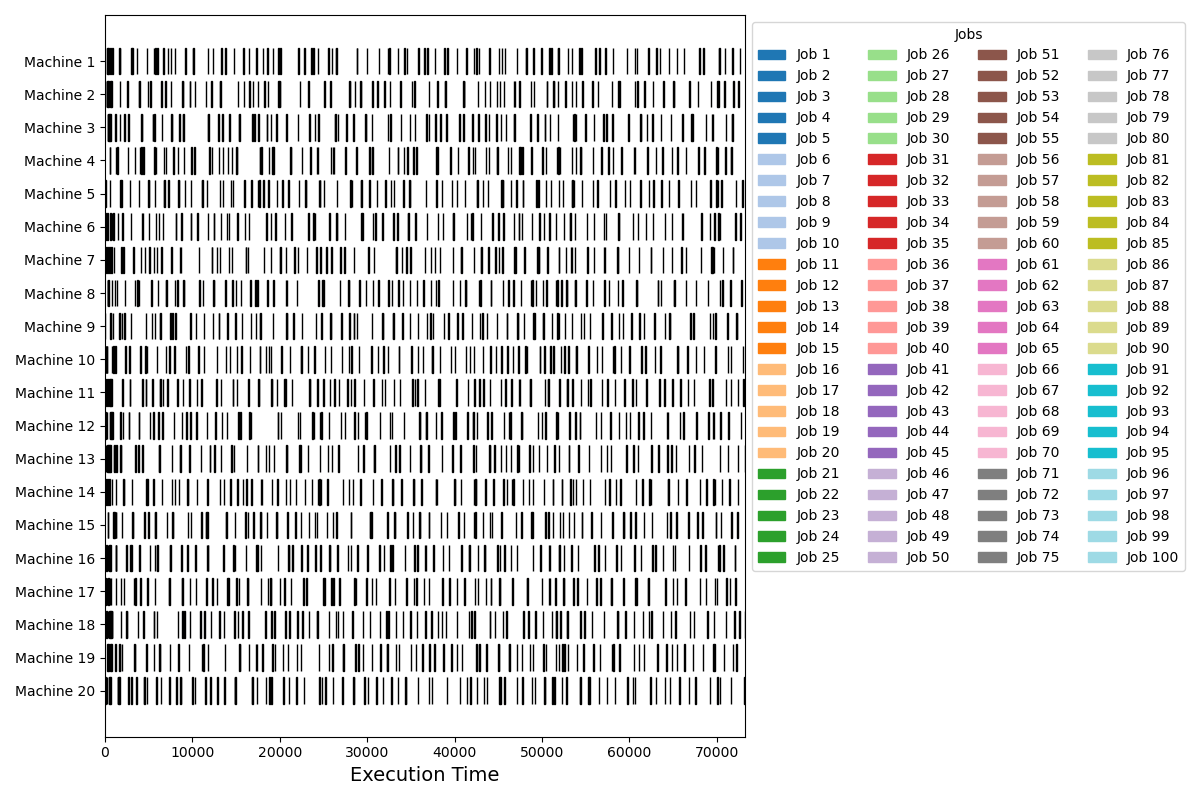 Machine 1
Machine 2
Machine 3
Machine 4
Machine 5
Machine 6
Machine 7
Machine 8
Machine 9
Machine 10
Machine 11
Machine 12
Machine 13
Machine 14
Machine 15
Machine 16
Machine 17
Machine 18
Machine 19
Machine 20
0 10000 20000 30000 40000 50000 60000 70000
Execution Time
Jobs
Job 1
Job 2
Job 3
Job 4
Job 5
Job 6
Job 7
Job 8
Job 9
Job 10
Job 11
Job 12
Job 13
Job 14
Job 15
Job 16
Job 17
Job 18
Job 19
Job 20
Job 21
Job 22
Job 23
Job 24
Job 25
Job 26
Job 27
Job 28
Job 29
Job 30
Job 31
Job 32
Job 33
Job 34
Job 35
Job 36
Job 37
Job 38
Job 39
Job 40
Job 41
Job 42
Job 43
Job 44
Job 45
Job 46
Job 47
Job 48
Job 49
Job 50
Job 51
Job 52
Job 53
Job 54
Job 55
Job 56
Job 57
Job 58
Job 59
Job 60
Job 61
Job 62
Job 63
Job 64
Job 65
Job 66
Job 67
Job 68
Job 69
Job 70
Job 71
Job 72
Job 73
Job 74
Job 75
Job 76
Job 77
Job 78
Job 79
Job 80
Job 81
Job 82
Job 83
Job 84
Job 85
Job 86
Job 87
Job 88
Job 89
Job 90
Job 91
Job 92
Job 93
Job 94
Job 95
Job 96
Job 97
Job 98
Job 99
Job 100